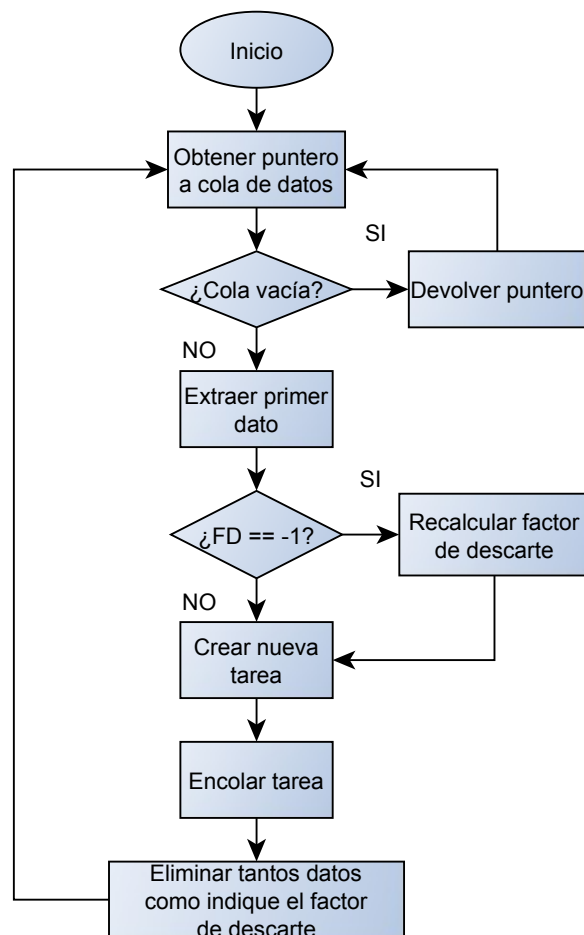 Inicio
Obtener puntero
a cola de datos
SI
¿Cola vacía?
Devolver puntero
NO
Extraer primer
dato
SI
¿FD == -1?
Recalcular factor
de descarte
NO
Crear nueva
tarea
Encolar tarea
Eliminar tantos datos
como indique el factor
de descarte